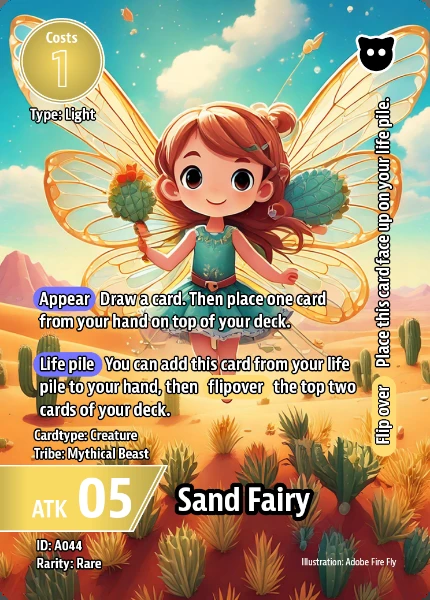 Costs
1
Type: Light
Flip over Place this card face up on your life pile.
Appear Draw a card. Then place one card
from your hand on top of your deck.
Life pile You can add this card from your life
pile to your hand, then flipover the top two
cards of your deck.
Cardtype: Creature
Tribe: Mythical Beast
ATK 05
Sand Fairy
ID: A044
Rarity: Rare
Illustration: Adobe Fire Fly